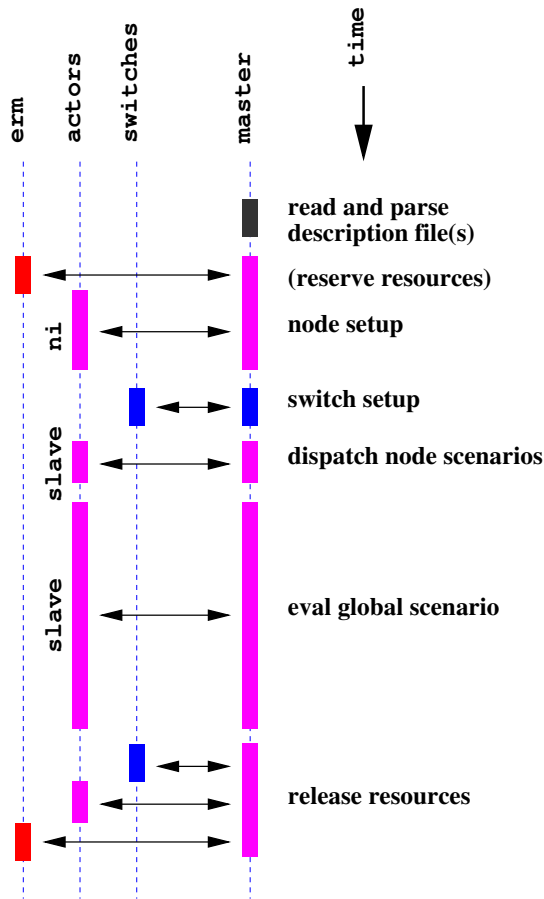 erm
actors
switches
master
time
read and parse
description file(s)
(reserve resources)
ni
node setup
switch setup
slave
dispatch node scenarios
slave
eval global scenario
release resources